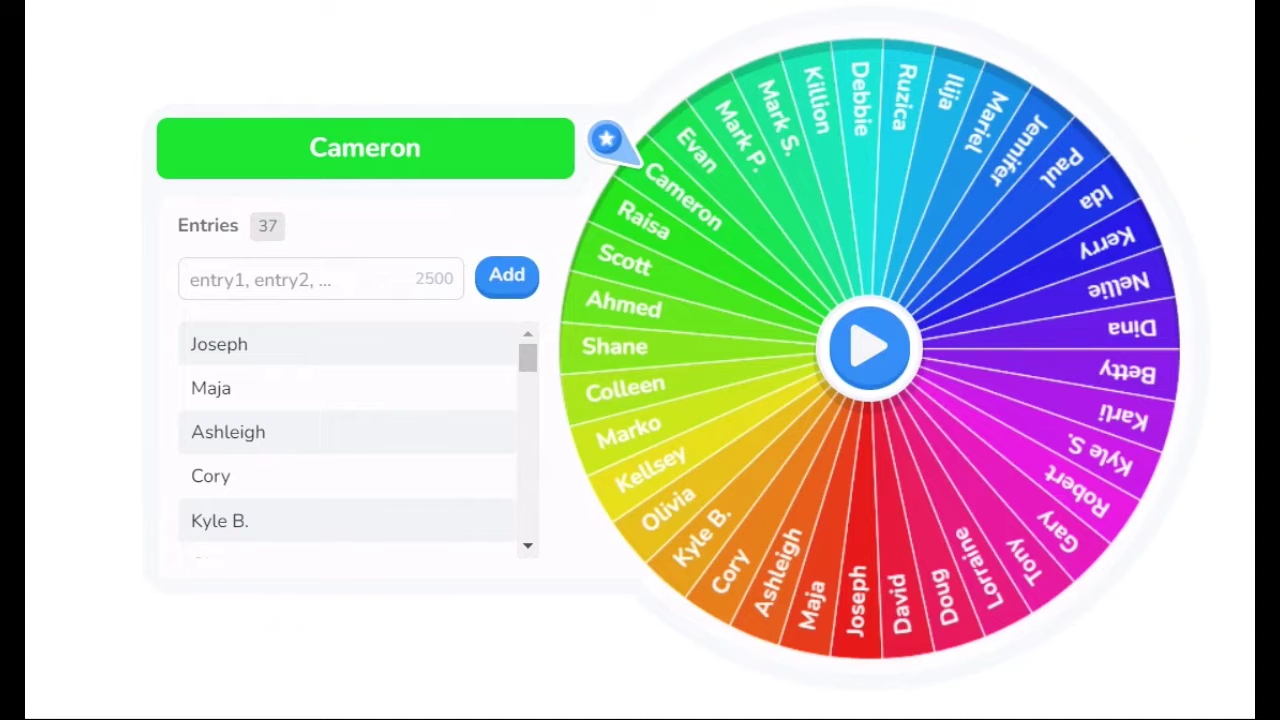 Cameron
Entries 37
entry1, entry2, ... 2500
Add
Joseph
Maja
Ashleigh
Cory
Kyle B.
Debbie
Ruzica
Ilija
Mariel
Jennifer
Paul
Ida
Kerry
Nellie
Dina
Betty
Karli
Kyle S.
Robert
Gary
Tony
Lorraine
Doug
David
Joseph
Maja
Ashleigh
Cory
Kyle B.
Olivia
Kellsey
Marko
Colleen
Shane
Ahmed
Scott
Raisa
Cameron
Evan
Mark P.
Mark S.
Killion